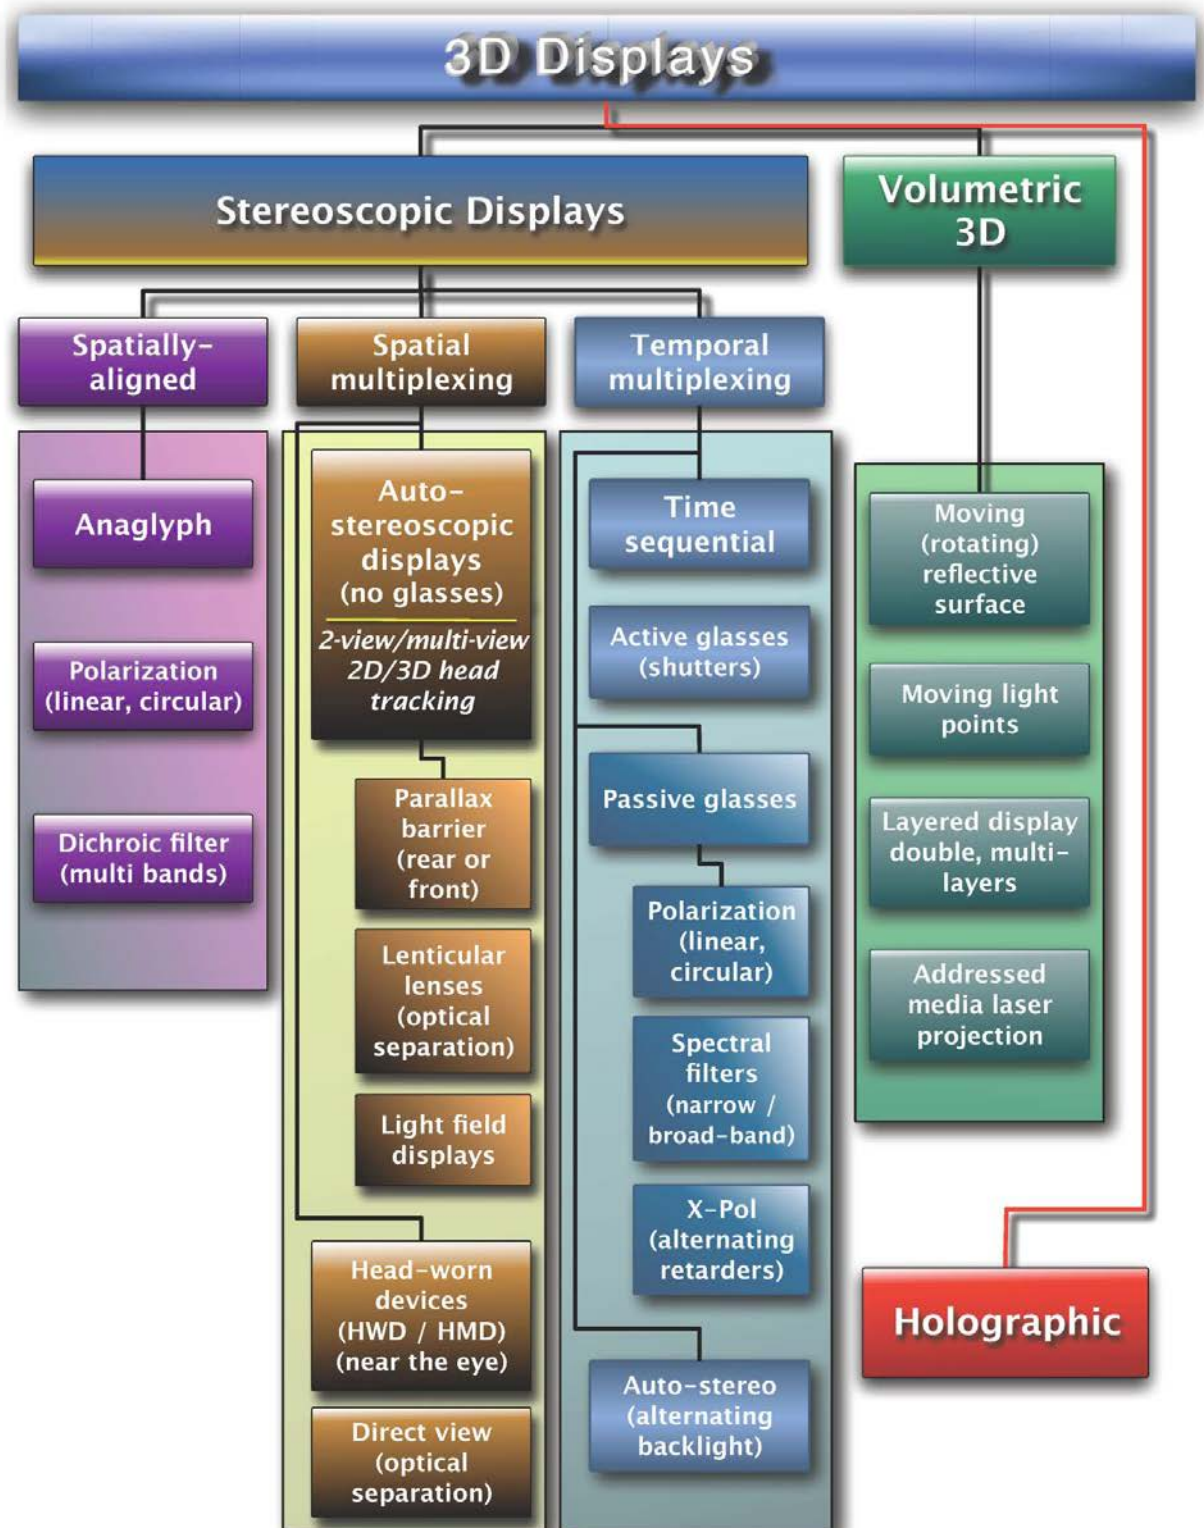 3D Displays
Stereoscopic Displays
Volumetric
3D
Spatially-
aligned
Spatial
multiplexing
Temporal
multiplexing
Anaglyph
Polarization
(linear, circular)
Dichroic filter
(multi bands)
Auto-
stereoscopic
displays
(no glasses)
2-view/multi-view
2D/3D head
tracking
Parallax
barrier
(rear or
front)
Lenticular
lenses
(optical
separation)
Light field
displays
Head-worn
devices
(HWD / HMD)
(near the eye)
Direct view
(optical
separation)
Time
sequential
Active glasses
(shutters)
Passive glasses
Polarization
(linear,
circular)
Spectral
filters
(narrow /
broad-band)
X-Pol
(alternating
retarders)
Auto-stereo
(alternating
backlight)
Moving
(rotating)
reflective
surface
Moving light
points
Layered display
double, multi-
layers
Addressed
media laser
projection
Holographic